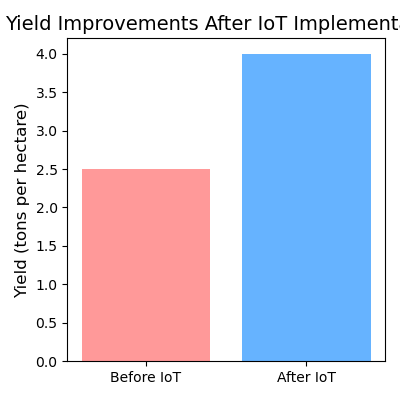 Yield Improvements After IoT Implement
Yield (tons per hectare)
4.0
3.5
3.0
2.5
2.0
1.5
1.0
0.5
0.0
Before IoT
After IoT